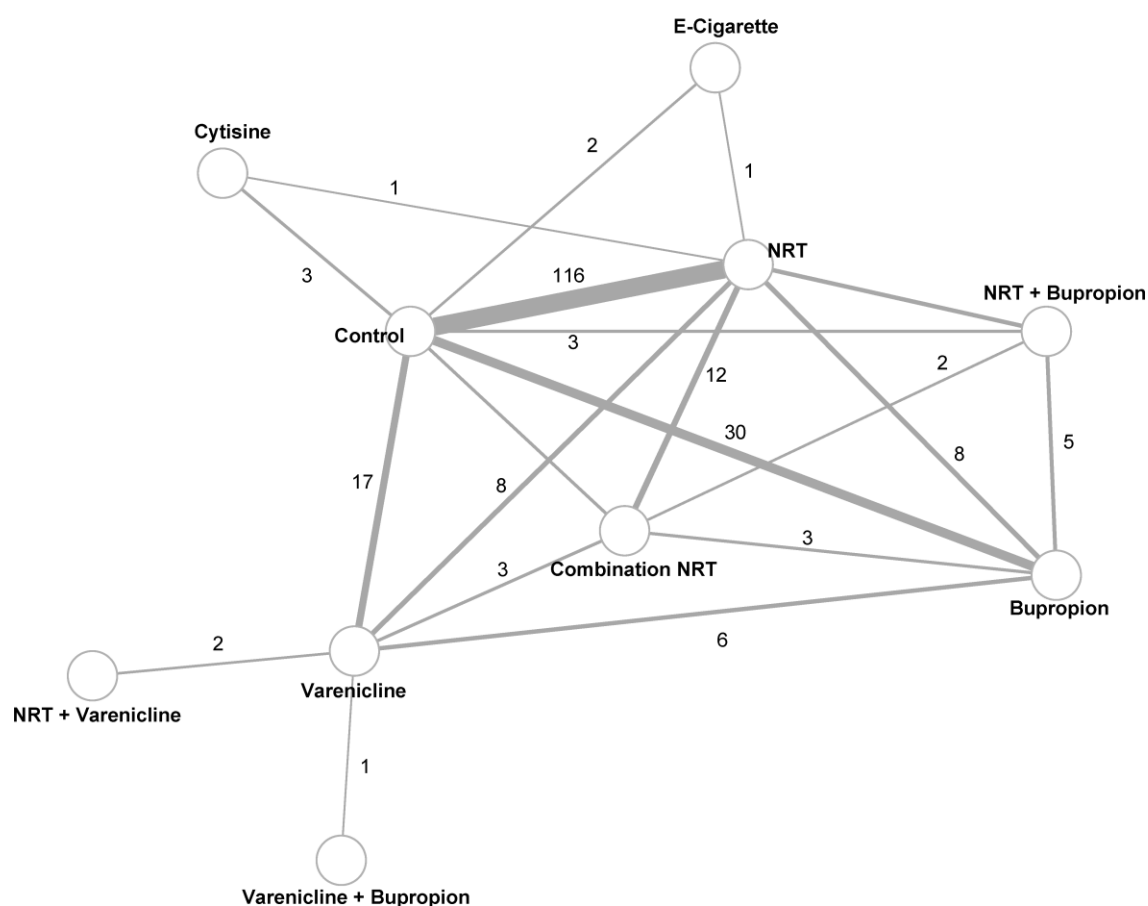 E-Cigarette
Cytisine
2
1
1
3
116
NRT
NRT + Bupropion
Control
3
12
2
30
17
8
8
5
3
3
Combination NRT
Bupropion
6
2
Varenicline
NRT + Varenicline
1
Varenicline + Bupropion